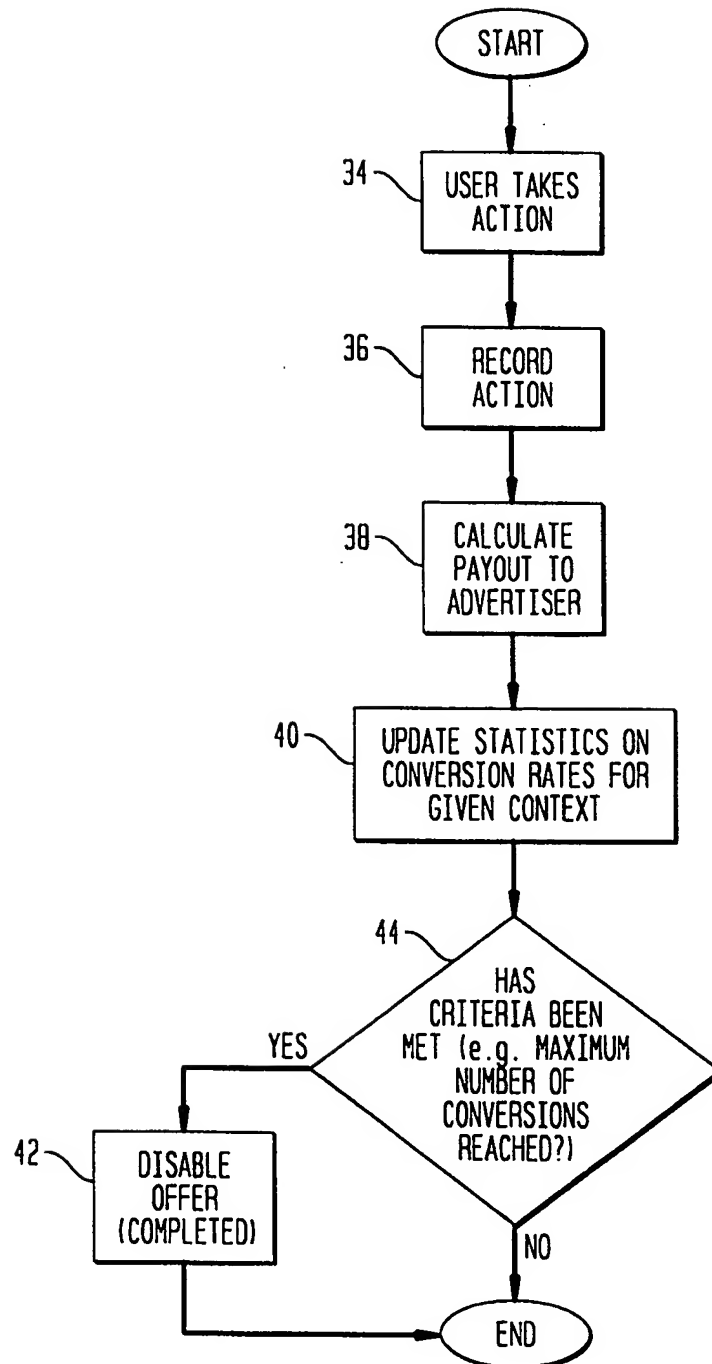 START
34
USER TAKES
ACTION
36
RECORD
ACTION
38
CALCULATE
PAYOUT TO
ADVERTISER
40
UPDATE STATISTICS ON
CONVERSION RATES FOR
GIVEN CONTEXT
44
HAS
CRITERIA BEEN
MET (e.g. MAXIMUM
NUMBER OF
CONVERSIONS
REACHED?)
YES
42
DISABLE
OFFER
(COMPLETED)
NO
END